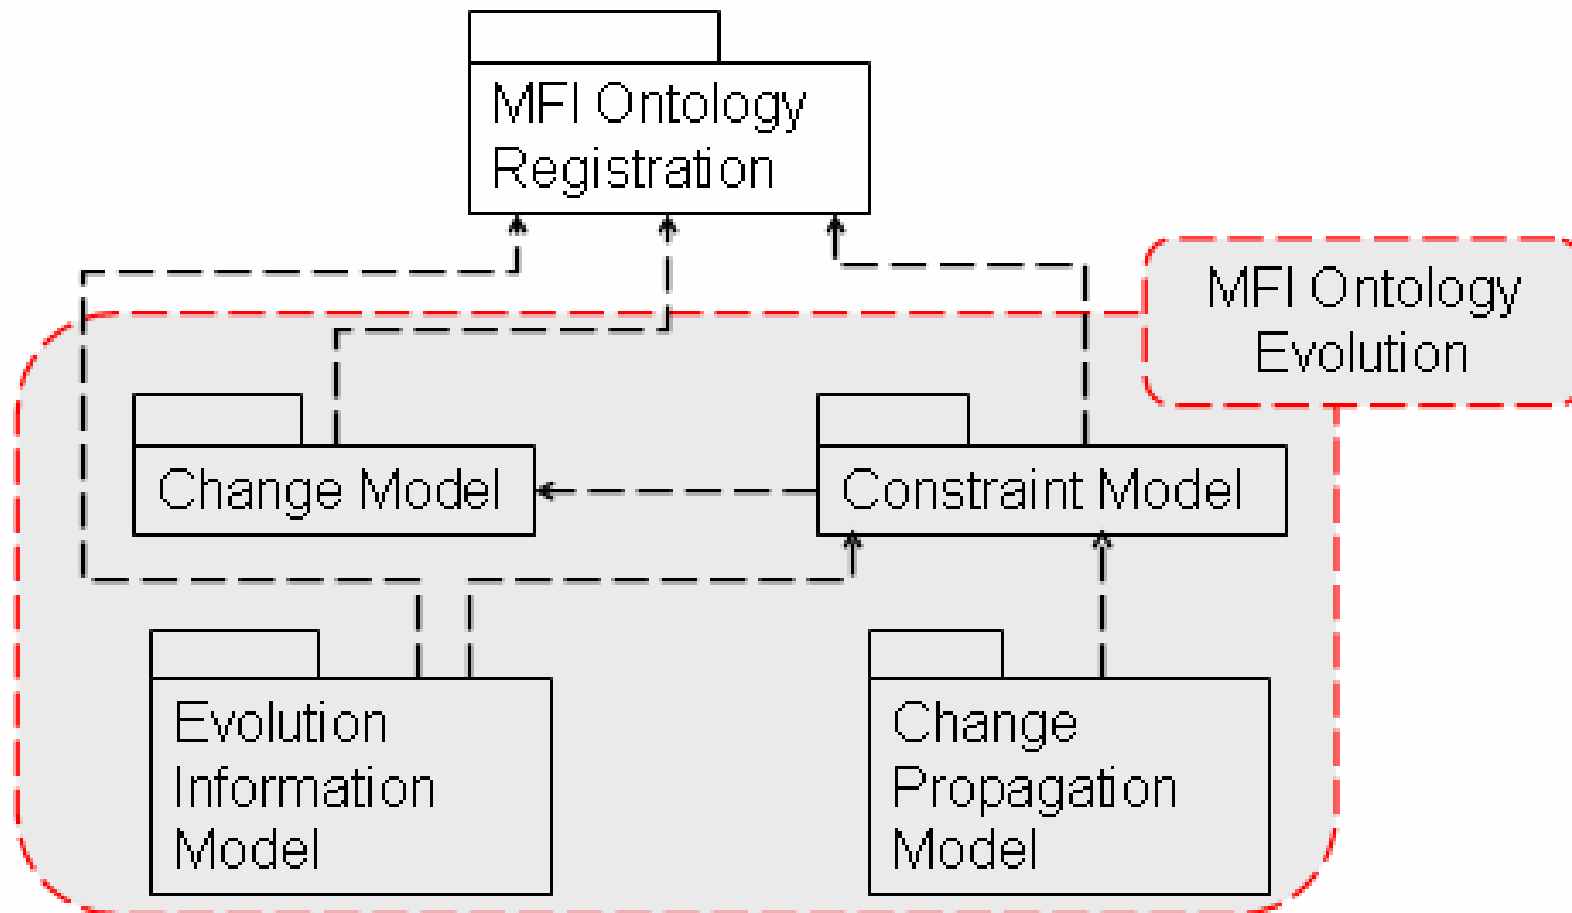 MFI Ontology
Registration
MFI Ontology
Evolution
Change Model
Constraint Model
Evolution
Information
Model
Change
Propagation
Model